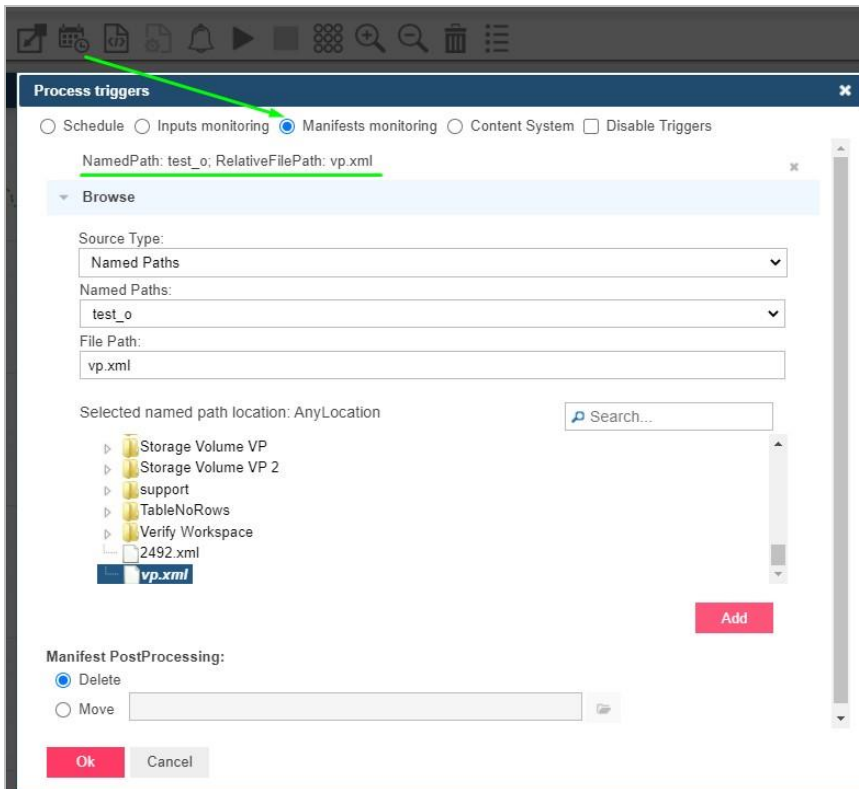 Process triggers
Schedule Inputs monitoring Manifests monitoring Content System Disable Triggers
NamedPath: test_o; RelativeFilePath: vp.xml
Browse
Source Type:
Named Paths
Named Paths:
test_o
File Path:
vp.xml
Selected named path location: AnyLocation Search...
Storage Volume VP
Storage Volume VP 2
support
TableNoRows
Verify Workspace
2492.xml
vp.xml
Add
Manifest PostProcessing:
Delete
Move
Ok Cancel